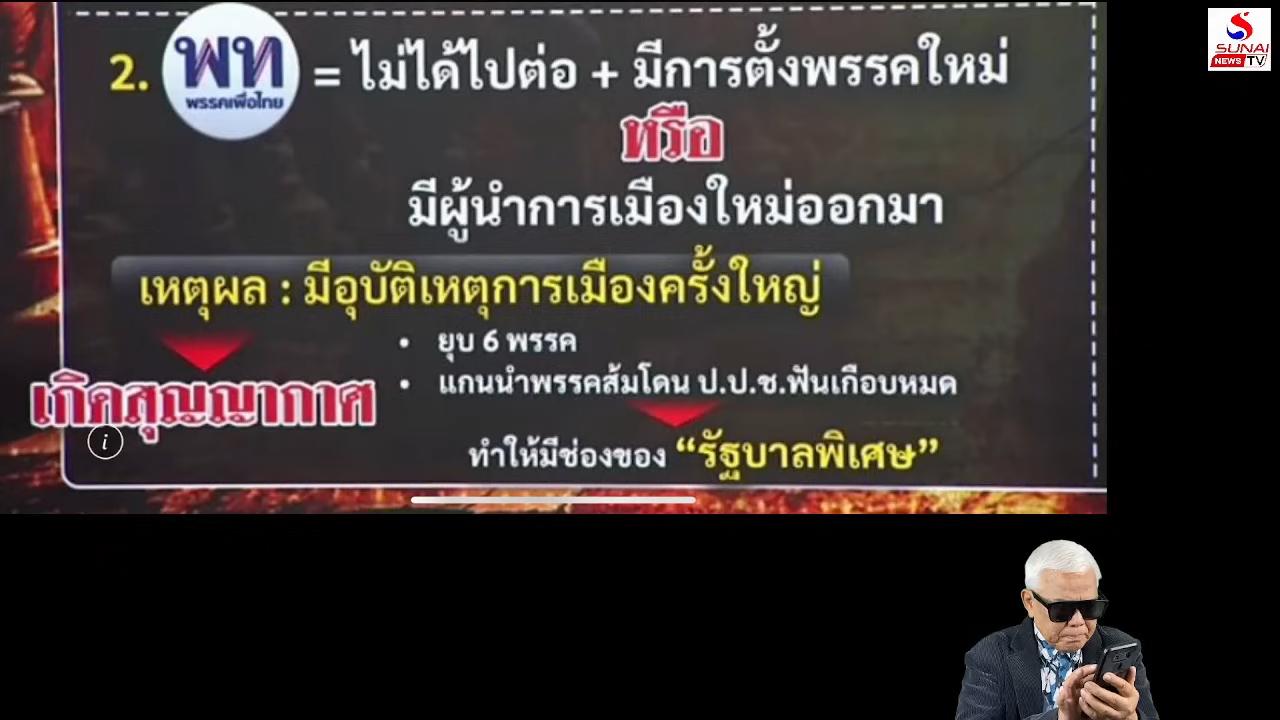 SUNAI
NEWS TV
2. พท = ไม่ได้ไปต่อ + มีการตั้งพรรคใหม่
พรรคเพื่อไทย
หรือ
มีผู้นำการเมืองใหม่ออกมา
เหตุผล : มีอุบัติเหตุการเมืองครั้งใหญ่
• ยุบ 6 พรรค
เกิดสุญญากาศ
• แกนนำพรรคส้มโดน ป.ป.ช.ฟันเกือบหมด
i
ทำให้มีช่องของ “รัฐบาลพิเศษ”